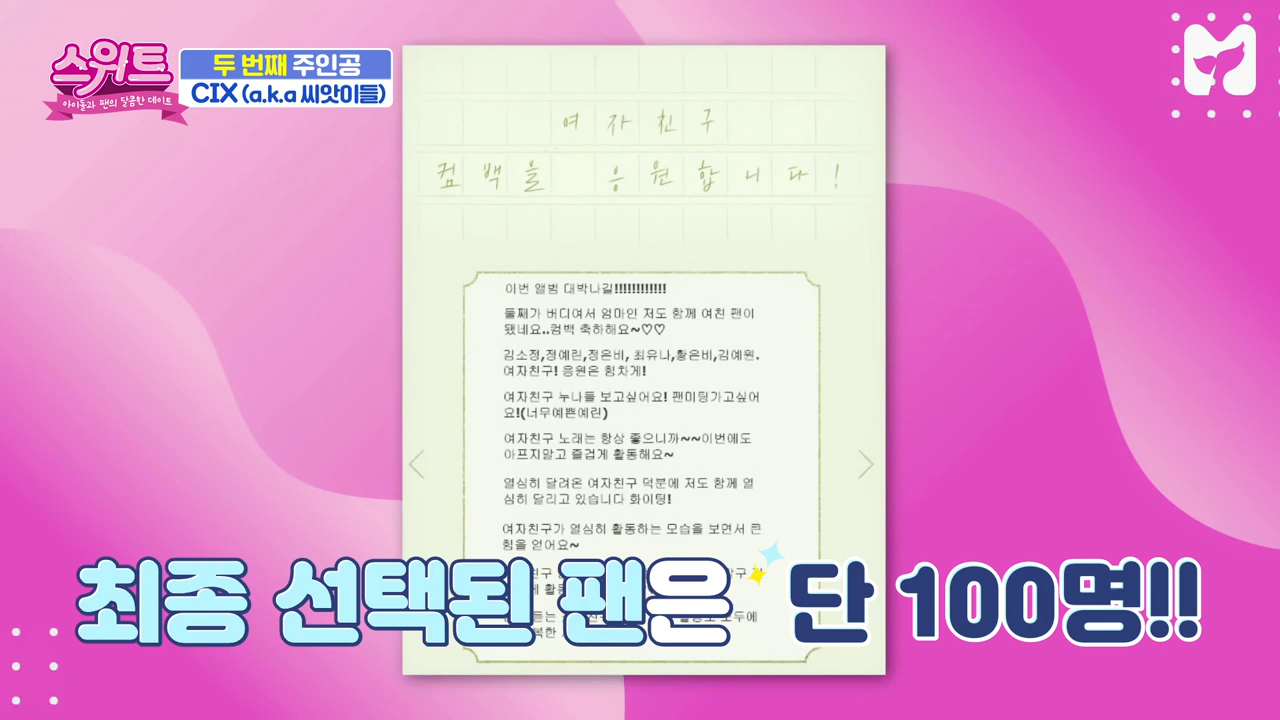 스위트
아이돌과 팬의 달콤한 데이트
두 번째 주인공
CIX (a.k.a 씨앗이들)
여자친구
컴백을 응원합니다!
이번 앨범 대박나길!!!!!!!!!!!!
둘째가 버디여서 엄마인 저도 함께 여친 팬이
됐네요..컴백 축하해요~♡♡
김소정,정예린,정은비, 최유나,황은비,김예원.
여자친구! 응원은 힘차게!
여자친구 누나들 보고싶어요! 팬미팅가고싶어
요!(너무예쁜예린)
여자친구 노래는 항상 좋으니까~~이번에도
아프지말고 즐겁게 활동해요~
열심히 달려온 여자친구 덕분에 저도 함께 열
심히 달리고 있습니다 화이팅!
여자친구가 열심히 활동하는 모습을 보면서 큰
힘을 얻어요~
최종 선택된 팬은 단 100명!!